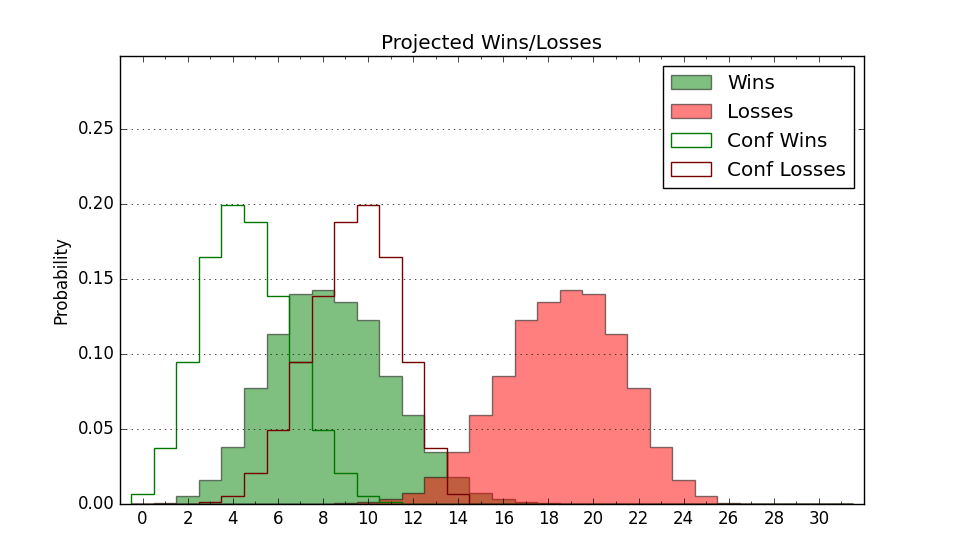 Projected Wins/Losses
Wins
Losses
Conf Wins
Conf Losses
Probability
0.25
0.20
0.15
0.10
0.05
0.00
0 2 4 6 8 10 12 14 16 18 20 22 24 26 28 30